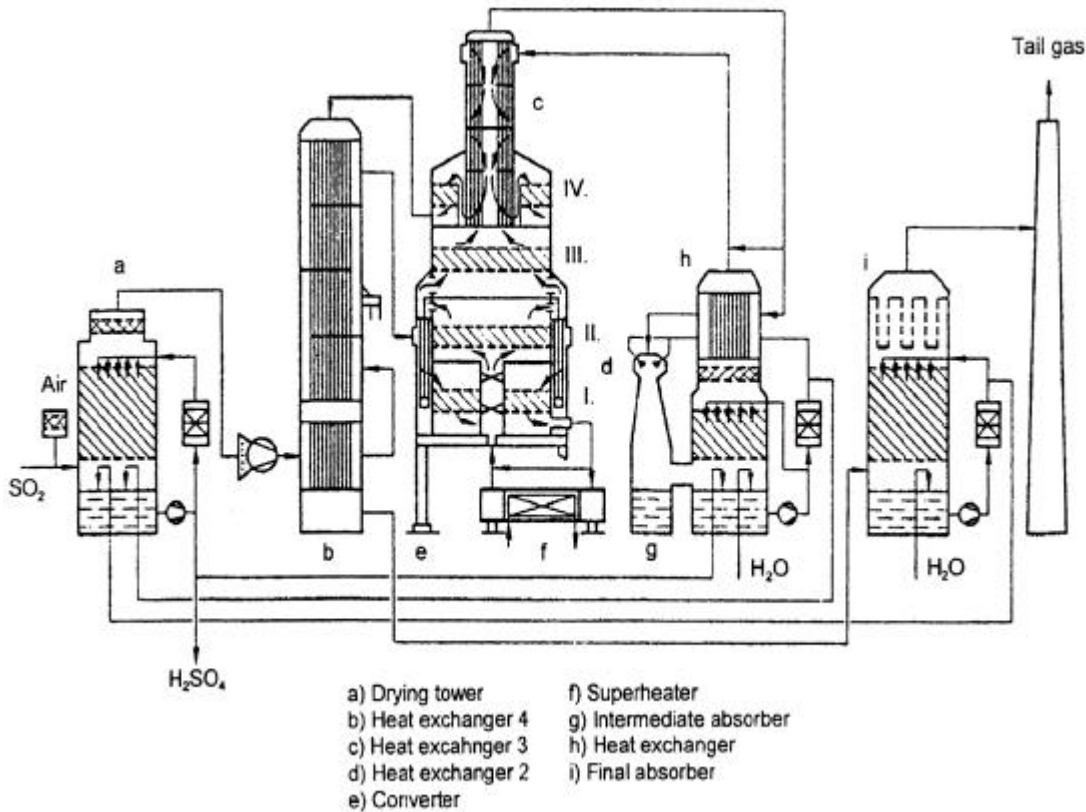 Tail gas
c
IV.
III.
h
i
a
II.
d
Air
I.
SO2
b
e
f
g
H2O
H2O
H2SO4
a) Drying tower
b) Heat exchanger 4
c) Heat excahnger 3
d) Heat exchanger 2
e) Converter
f) Superheater
g) Intermediate absorber
h) Heat exchanger
i) Final absorber